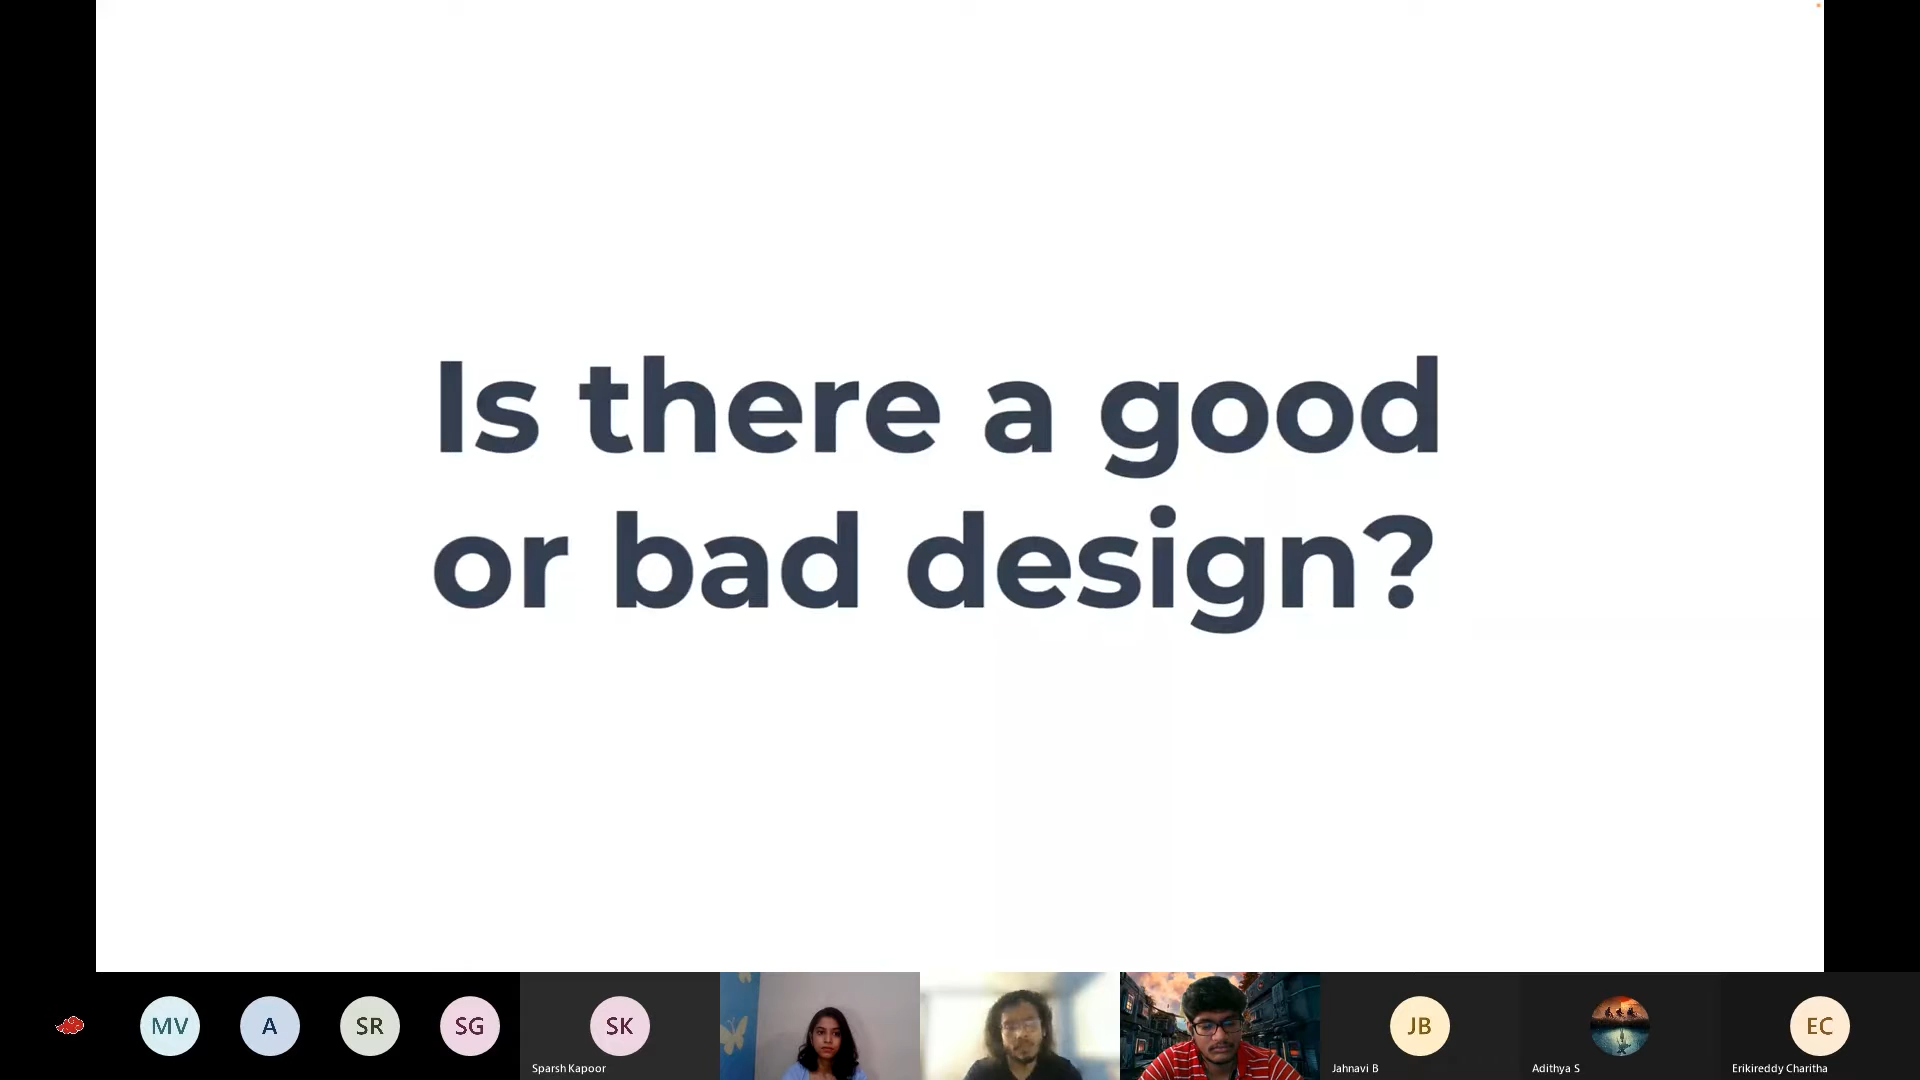 Is there a good
or bad design?
MV
A
SR
SG
SK
Sparsh Kapoor
JB
Jahnavi B
Adithya S
EC
Erikireddy Charitha